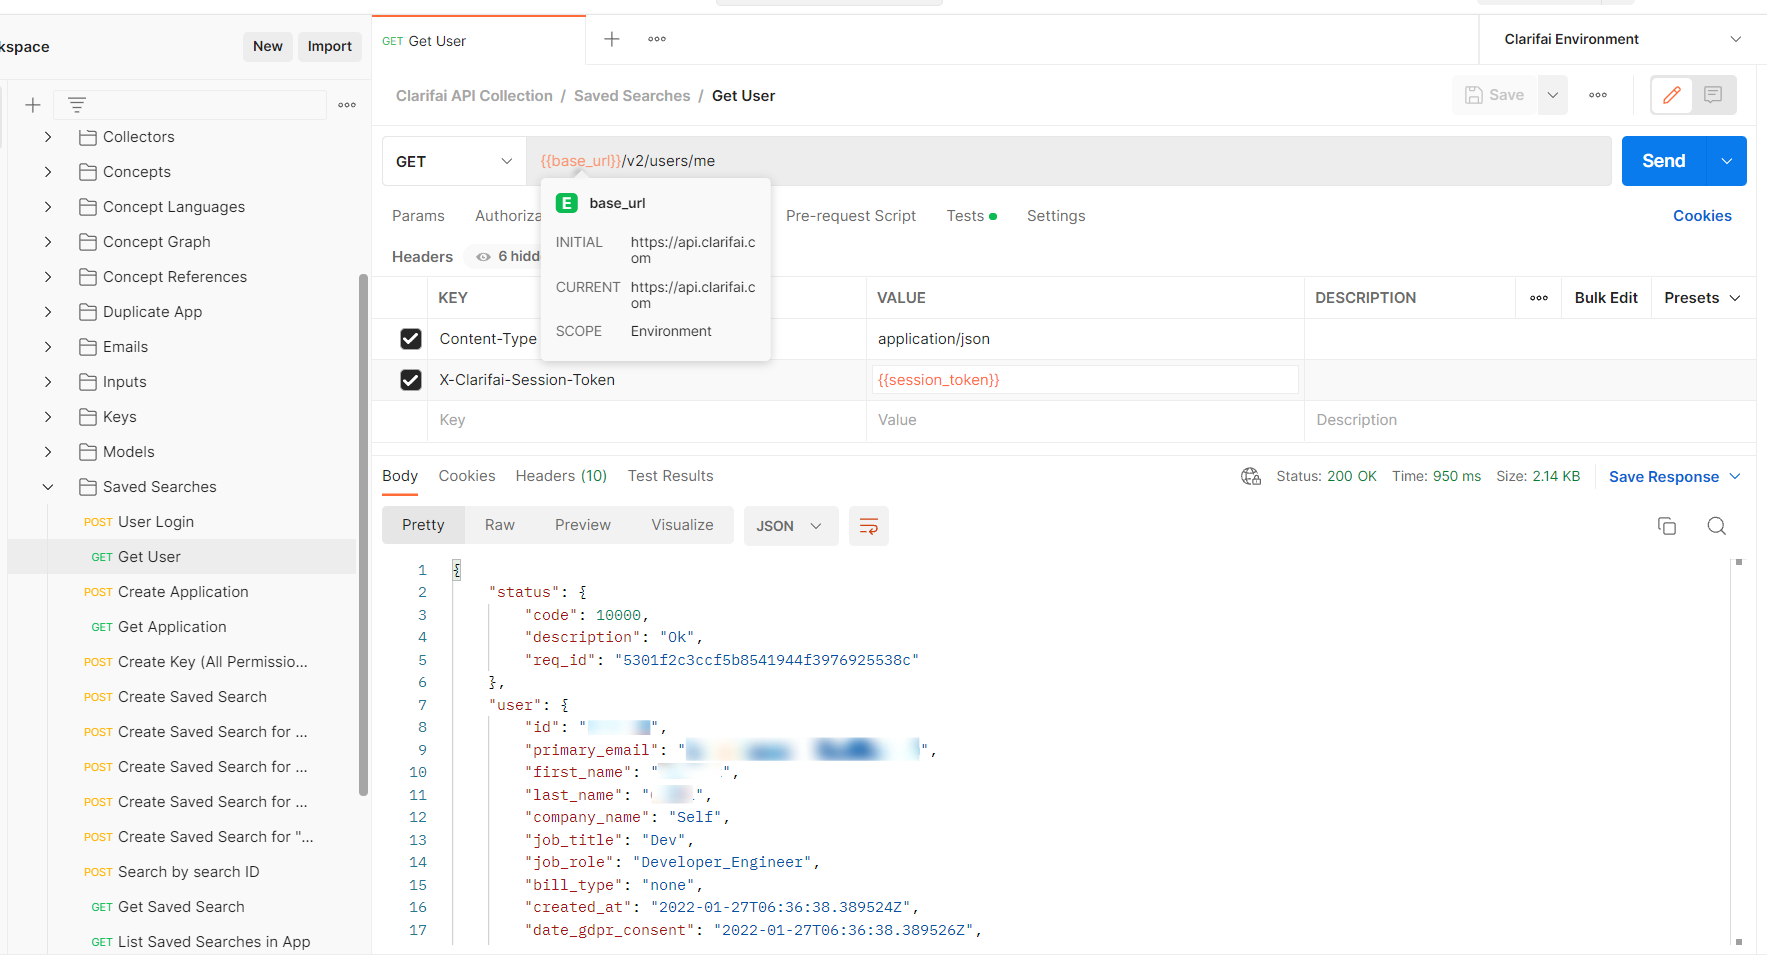 kspace
New
Import
Collectors
Concepts
Concept Languages
Concept Graph
Concept References
Duplicate App
Emails
Inputs
Keys
Models
Saved Searches
POST User Login
GET Get User
POST Create Application
GET Get Application
POST Create Key (All Permissio...
POST Create Saved Search
POST Create Saved Search for ...
POST Create Saved Search for ...
POST Create Saved Search for ...
POST Create Saved Search for "...
POST Search by search ID
GET Get Saved Search
GET List Saved Searches in App
GET Get User
Clarifai Environment
Clarifai API Collection / Saved Searches / Get User
Save
GET
{{base_url}}/v2/users/me
Send
Params Authoriza Pre-request Script Tests Settings Cookies
E base_url
INITIAL https://api.clarifai.c
om
CURRENT https://api.clarifai.c
om
SCOPE Environment
Headers 6 hidd
KEY VALUE DESCRIPTION Bulk Edit Presets
Content-Type application/json
X-Clarifai-Session-Token {{session_token}}
Key Value Description
Body Cookies Headers (10) Test Results Status: 200 OK Time: 950 ms Size: 2.14 KB Save Response
Pretty Raw Preview Visualize JSON
1 {
2 "status": {
3 "code": 10000,
4 "description": "Ok",
5 "req_id": "5301f2c3ccf5b8541944f3976925538c"
6 },
7 "user": {
8 "id": " ",
9 "primary_email": " ",
10 "first_name": " ",
11 "last_name": " ",
12 "company_name": "Self",
13 "job_title": "Dev",
14 "job_role": "Developer_Engineer",
15 "bill_type": "none",
16 "created_at": "2022-01-27T06:36:38.389524Z",
17 "date_gdpr_consent": "2022-01-27T06:36:38.389526Z",